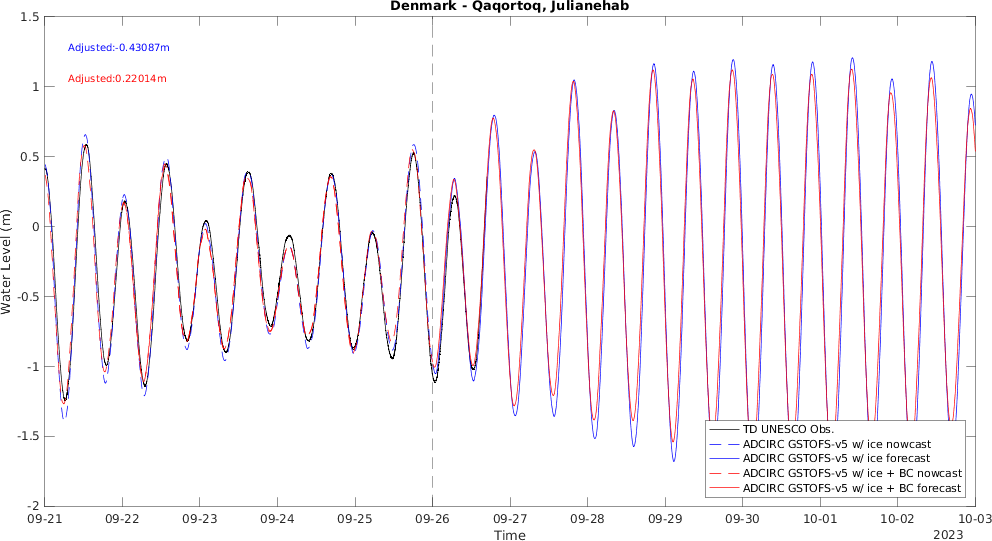 Denmark - Qaqortoq, Julianehab
1.5
Adjusted:-0.43087m
Adjusted:0.22014m
1
0.5
0
-0.5
-1
-1.5
-2
Water Level (m)
TD UNESCO Obs.
ADCIRC GSTOFS-v5 w/ ice nowcast
ADCIRC GSTOFS-v5 w/ ice forecast
ADCIRC GSTOFS-v5 w/ ice + BC nowcast
ADCIRC GSTOFS-v5 w/ ice + BC forecast
09-21 09-22 09-23 09-24 09-25 09-26 09-27 09-28 09-29 09-30 10-01 10-02 10-03
Time
2023